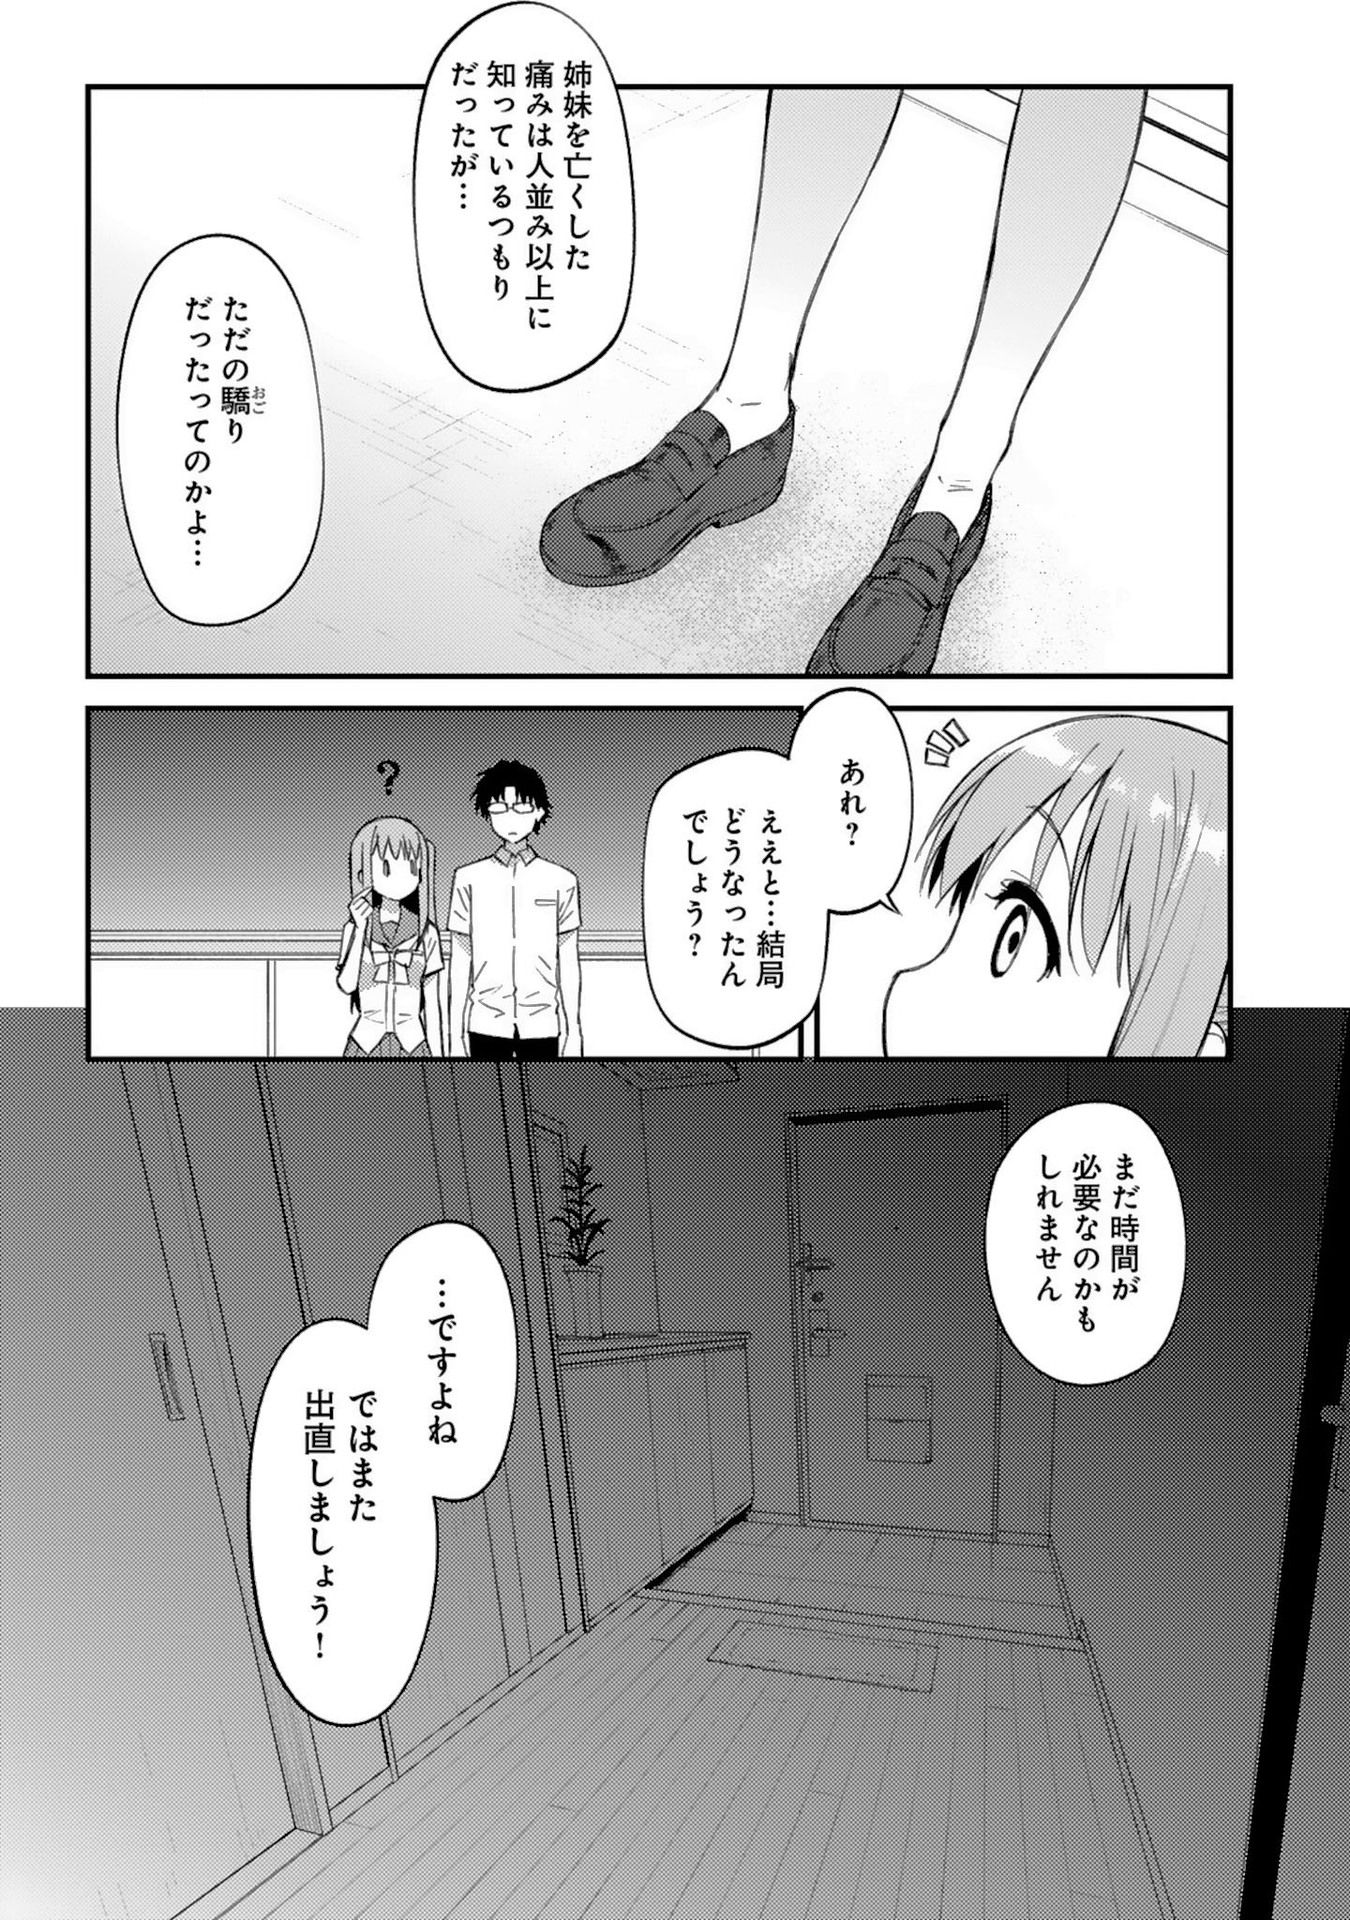 姉妹を亡くした
痛みは人並み以上に
知っているつもり
だったが…
ただの驕り
おご
だったってのかよ…
あれ？
ええと…結局
どうなったん
でしょう？
?
まだ時間が
必要なのかも
しれません
…ですよね
ではまた
出直しましょう！